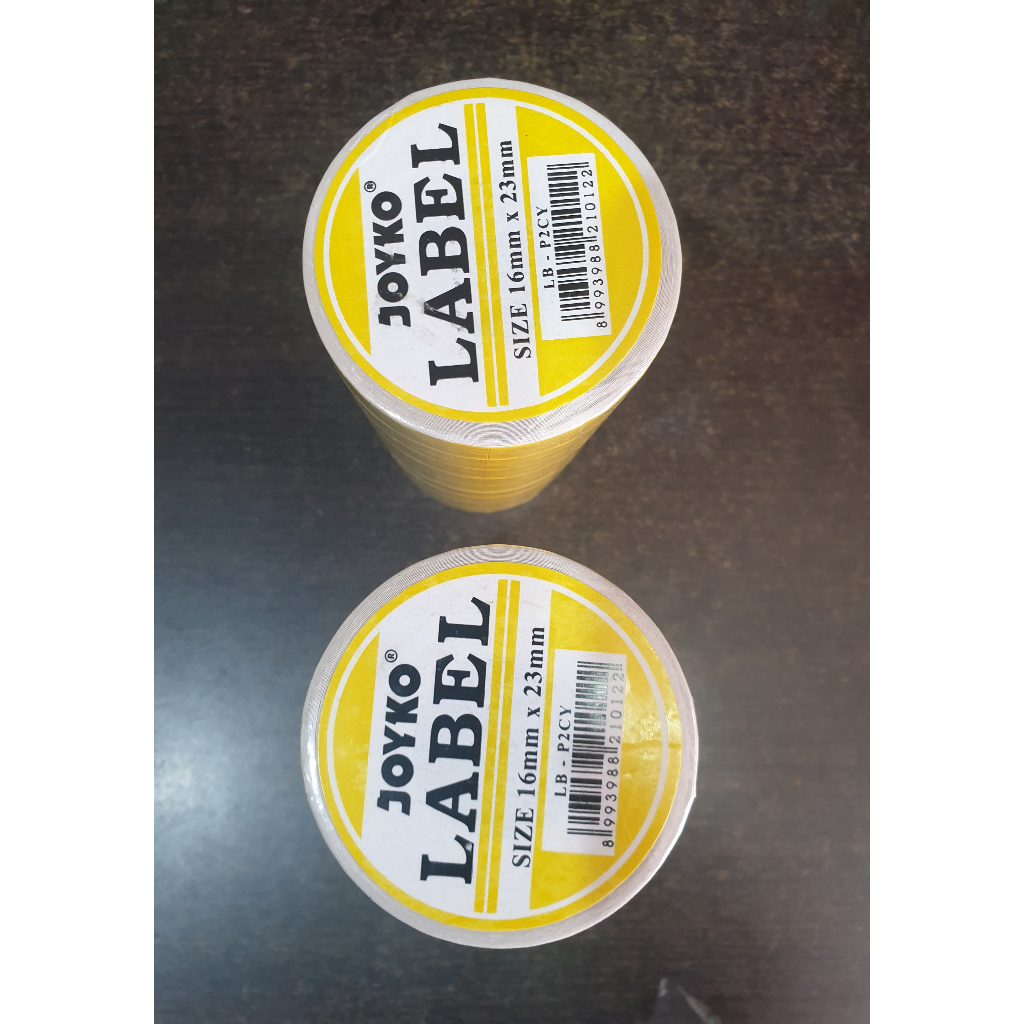 JOYKO®
LABEL
SIZE 16mm x 23mm
LB - P2CY
8 993988 210122
JOYKO®
LABEL
SIZE 16mm x 23mm
LB - P2CY
8 993988 210122